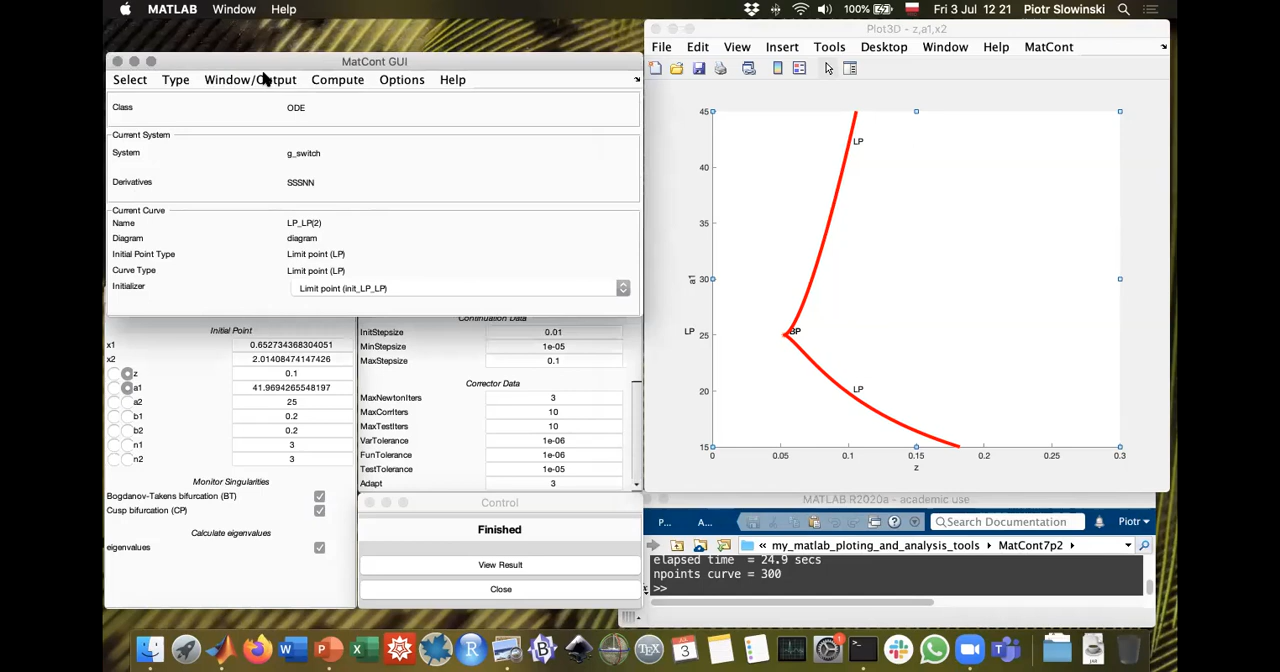 MATLAB Window Help
100% Fri 3 Jul 12 21 Piotr Slowinski
MatCont GUI
Select Type Window/Output Compute Options Help
Class ODE
Current System
System g_switch
Derivatives SSSNN
Current Curve
Name LP_LP(2)
Diagram diagram
Initial Point Type Limit point (LP)
Curve Type Limit point (LP)
Initializer Limit point (init_LP_LP)
Initial Point
x1 0.652734368304051
x2 2.01408474147426
z 0.1
a1 41.9694265548197
a2 25
b1 0.2
b2 0.2
n1 3
n2 3
Monitor Singularities
Bogdanov-Takens bifurcation (BT)
Cusp bifurcation (CP)
Calculate eigenvalues
eigenvalues
Continuation Data
InitStepsize 0.01
MinStepsize 1e-05
MaxStepsize 0.1
Corrector Data
MaxNewtonIters 3
MaxCorrIters 10
MaxTestIters 10
VarTolerance 1e-06
FunTolerance 1e-06
TestTolerance 1e-05
Adapt 3
Control
Finished
View Result
Close
Plot3D - z,a1,x2
File Edit View Insert Tools Desktop Window Help MatCont
45
40
35
30
25
20
15
a1
LP
LP
LP
0 0.05 0.1 0.15 0.2 0.25 0.3
z
MATLAB R2020a - academic use
P... A... Search Documentation Piotr
« my_matlab_ploting_and_analysis_tools › MatCont7p2 ›
elapsed time = 24.9 secs
npoints curve = 300
>>